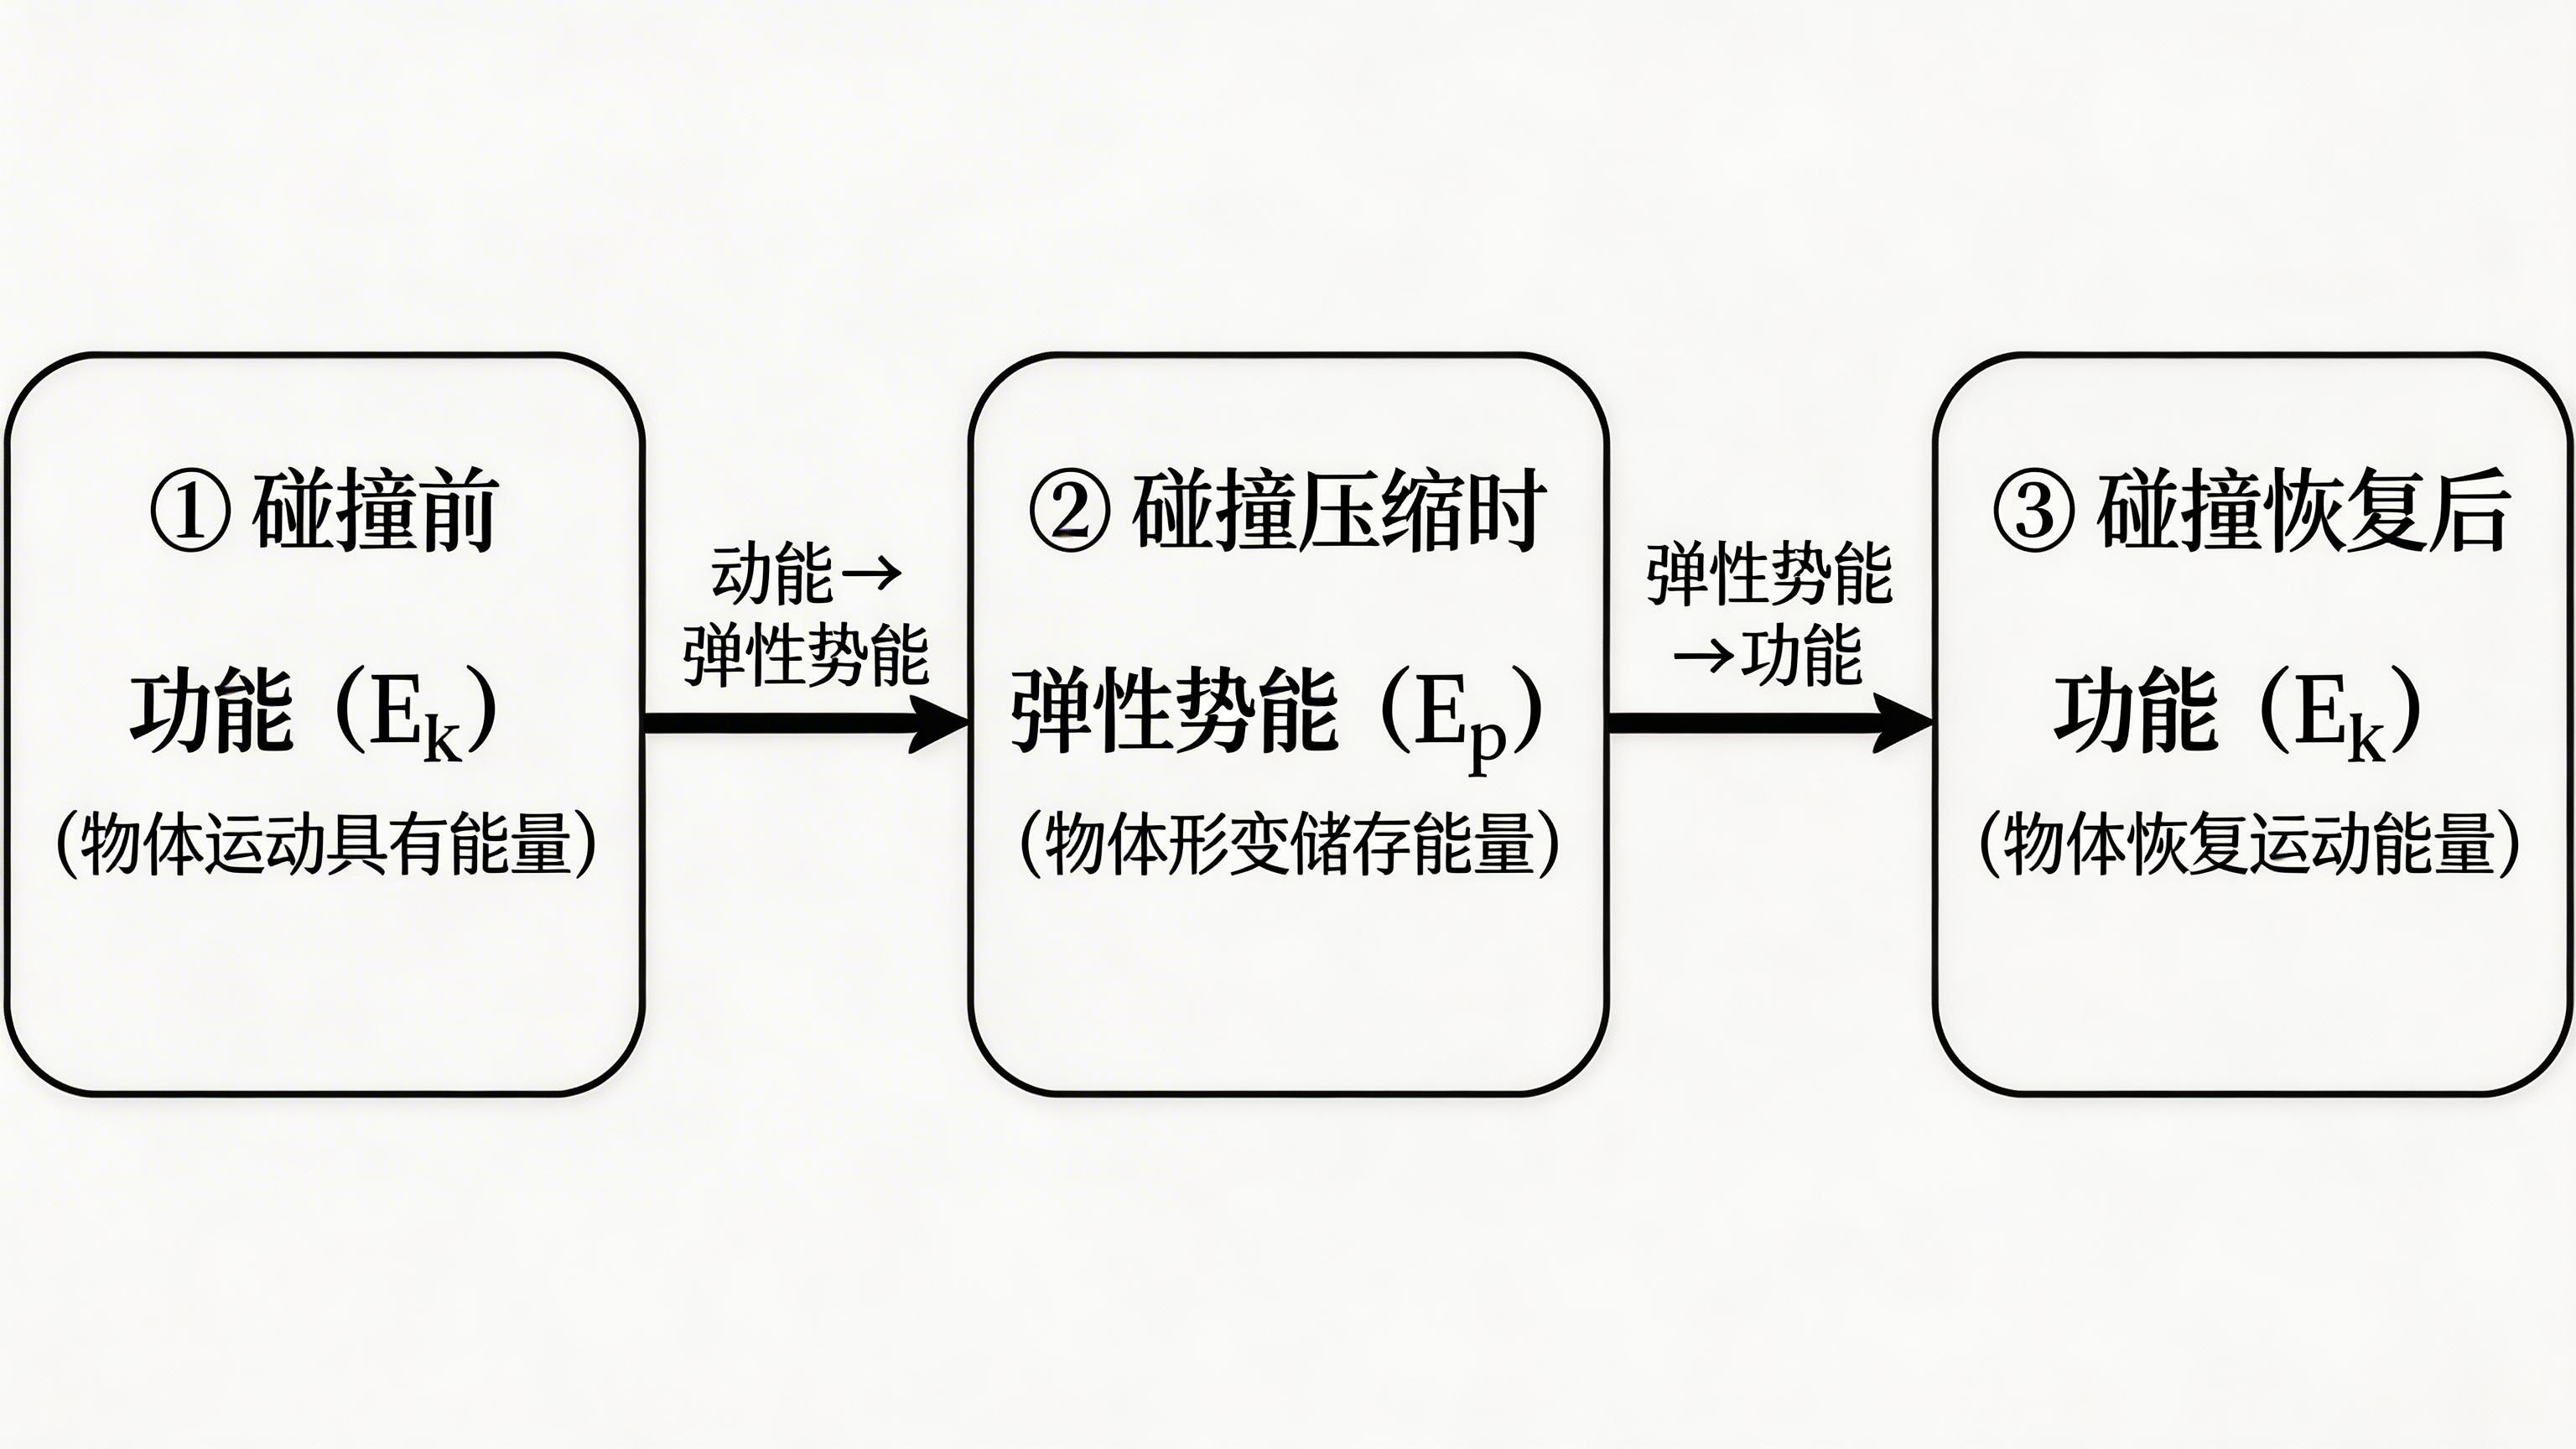 ① 碰撞前
功能（Eₖ）
（物体运动具有能量）
动能→
弹性势能
② 碰撞压缩时
弹性势能（Eₚ）
（物体形变储存能量）
弹性势能
→功能
③ 碰撞恢复后
功能（Eₖ）
（物体恢复运动能量）